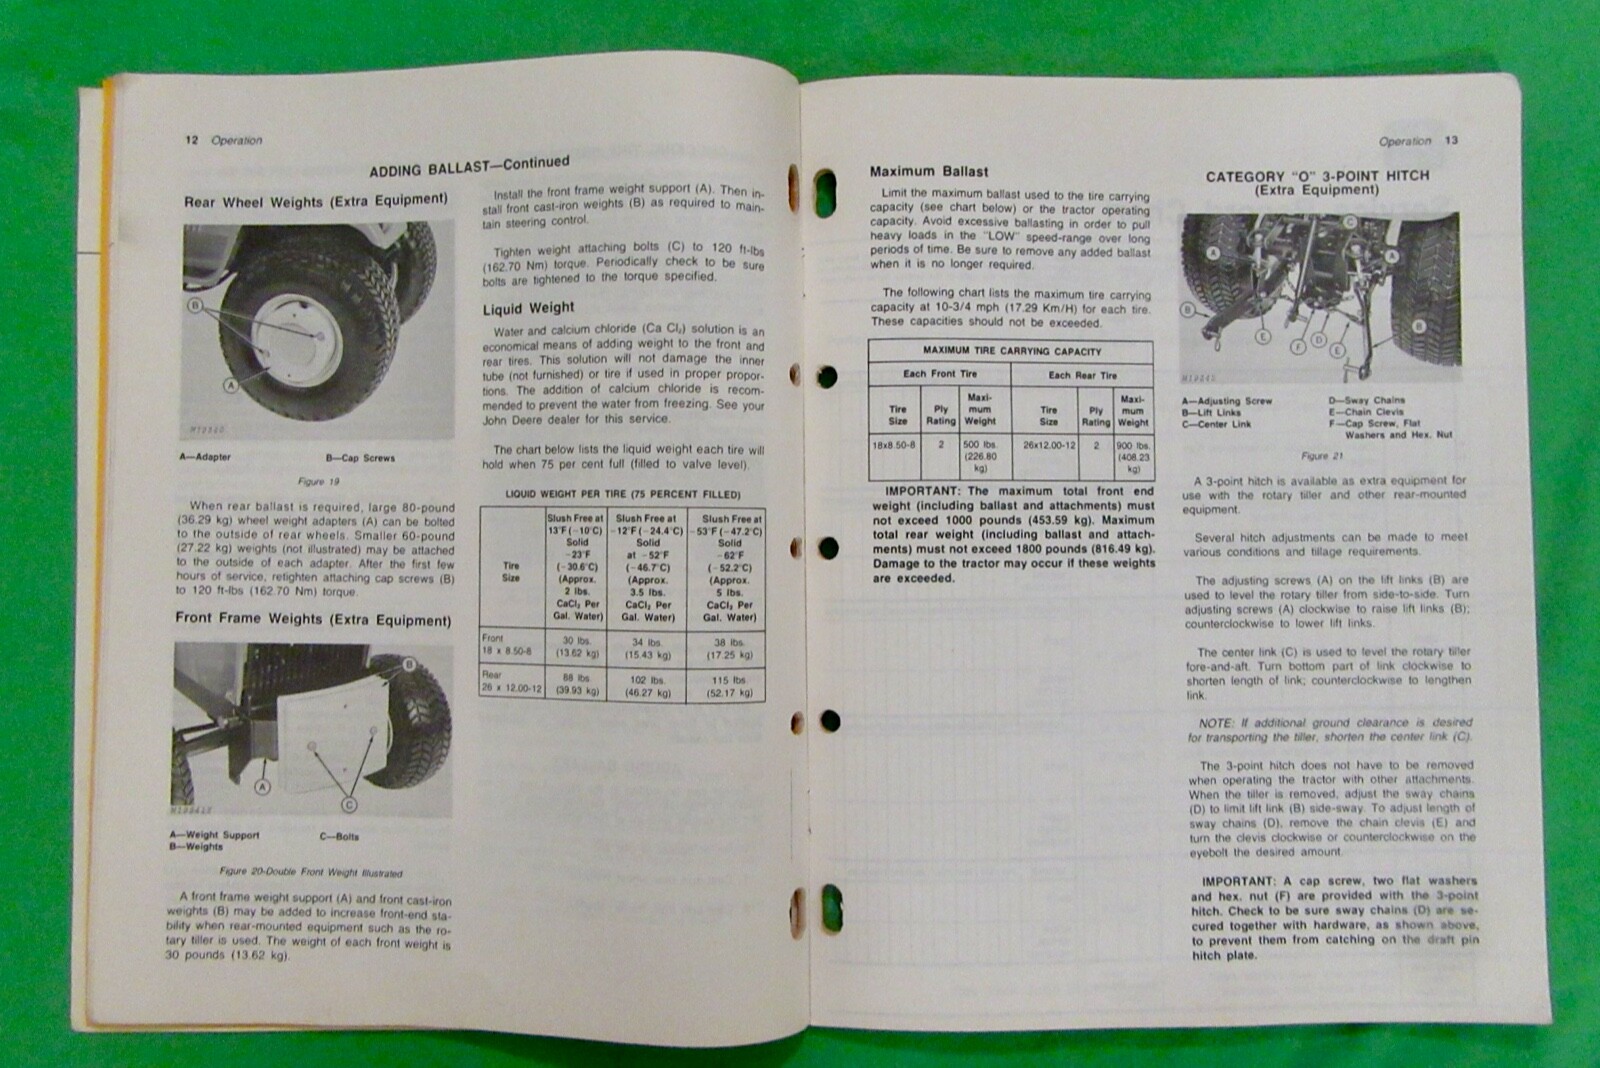 12 Operation
ADDING BALLAST—Continued
Rear Wheel Weights (Extra Equipment)
B
A
A—Adapter B—Cap Screws
Figure 19
When rear ballast is required, large 80-pound
(36.29 kg) wheel weight adapters (A) can be bolted
to the outside of rear wheels. Smaller 60-pound
(27.22 kg) weights (not illustrated) may be attached
to the outside of each adapter. After the first few
hours of service, retighten attaching cap screws (B)
to 120 ft-lbs (162.70 Nm) torque.
Front Frame Weights (Extra Equipment)
B
A
C
A—Weight Support C—Bolts
B—Weights
Figure 20-Double Front Weight Illustrated
A front frame weight support (A) and front cast-iron
weights (B) may be added to increase front-end sta-
bility when rear-mounted equipment such as the ro-
tary tiller is used. The weight of each front weight is
30 pounds (13.62 kg).
Install the front frame weight support (A). Then in-
stall front cast-iron weights (B) as required to main-
tain steering control.
Tighten weight attaching bolts (C) to 120 ft-lbs
(162.70 Nm) torque. Periodically check to be sure
bolts are tightened to the torque specified.
Liquid Weight
Water and calcium chloride (Ca Cl₂) solution is an
economical means of adding weight to the front and
rear tires. This solution will not damage the inner
tube (not furnished) or tire if used in proper propor-
tions. The addition of calcium chloride is recom-
mended to prevent the water from freezing. See your
John Deere dealer for this service.
The chart below lists the liquid weight each tire will
hold when 75 per cent full (filled to valve level).
LIQUID WEIGHT PER TIRE (75 PERCENT FILLED)
Slush Free at Slush Free at Slush Free at
13°F (-10°C) -12°F (-24.4°C) -53°F (-47.2°C)
Solid Solid Solid
-23°F at -52°F -62°F
Tire (-30.6°C) (-46.7°C) (-52.2°C)
Size (Approx. (Approx. (Approx.
2 lbs. 3.5 lbs. 5 lbs.
CaCl₂ Per CaCl₂ Per CaCl₂ Per
Gal. Water) Gal. Water) Gal. Water)
Front 30 lbs. 34 lbs. 38 lbs.
18 x 8.50-8 (13.62 kg) (15.43 kg) (17.25 kg)
Rear 88 lbs. 102 lbs. 115 lbs.
26 x 12.00-12 (39.93 kg) (46.27 kg) (52.17 kg)
Operation 13
Maximum Ballast
Limit the maximum ballast used to the tire carrying
capacity (see chart below) or the tractor operating
capacity. Avoid excessive ballasting in order to pull
heavy loads in the "LOW" speed-range over long
periods of time. Be sure to remove any added ballast
when it is no longer required.
The following chart lists the maximum tire carrying
capacity at 10-3/4 mph (17.29 Km/H) for each tire.
These capacities should not be exceeded.
MAXIMUM TIRE CARRYING CAPACITY
Each Front Tire Each Rear Tire
Tire Size Ply Rating Maxi-mum Weight Tire Size Ply Rating Maxi-mum Weight
18x8.50-8 2 500 lbs. 26x12.00-12 2 900 lbs.
(226.80 (408.23
kg) kg)
IMPORTANT: The maximum total front end
weight (including ballast and attachments) must
not exceed 1000 pounds (453.59 kg). Maximum
total rear weight (including ballast and attach-
ments) must not exceed 1800 pounds (816.49 kg).
Damage to the tractor may occur if these weights
are exceeded.
CATEGORY "O" 3-POINT HITCH
(Extra Equipment)
C
A A
B B
E F D E
A—Adjusting Screw D—Sway Chains
B—Lift Links E—Chain Clevis
C—Center Link F—Cap Screw, Flat
Washers and Hex. Nut
Figure 21
A 3-point hitch is available as extra equipment for
use with the rotary tiller and other rear-mounted
equipment.
Several hitch adjustments can be made to meet
various conditions and tillage requirements.
The adjusting screws (A) on the lift links (B) are
used to level the rotary tiller from side-to-side. Turn
adjusting screws (A) clockwise to raise lift links (B);
counterclockwise to lower lift links.
The center link (C) is used to level the rotary tiller
fore-and-aft. Turn bottom part of link clockwise to
shorten length of link; counterclockwise to lengthen
link.
NOTE: If additional ground clearance is desired
for transporting the tiller, shorten the center link (C).
The 3-point hitch does not have to be removed
when operating the tractor with other attachments.
When the tiller is removed, adjust the sway chains
(D) to limit lift link (B) side-sway. To adjust length of
sway chains (D), remove the chain clevis (E) and
turn the clevis clockwise or counterclockwise on the
eyebolt the desired amount.
IMPORTANT: A cap screw, two flat washers
and hex. nut (F) are provided with the 3-point
hitch. Check to be sure sway chains (D) are se-
cured together with hardware, as shown above,
to prevent them from catching on the draft pin
hitch plate.